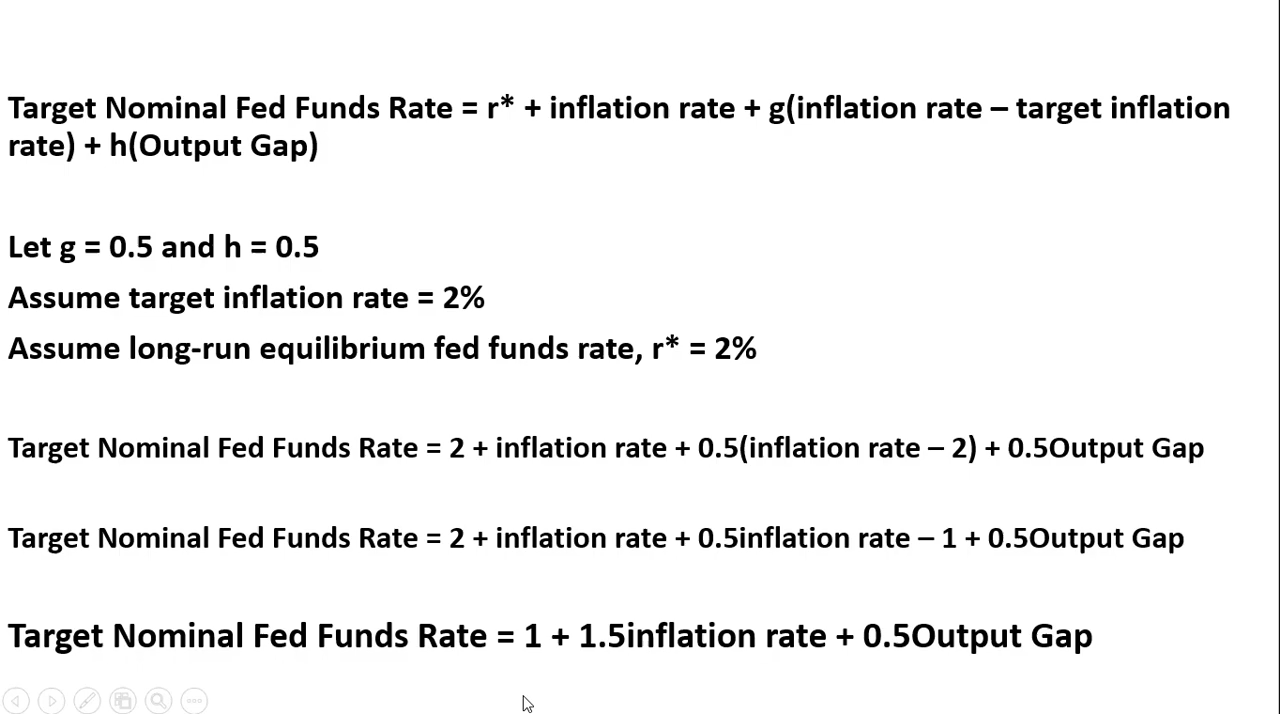 Target Nominal Fed Funds Rate = r* + inflation rate + g(inflation rate – target inflation
rate) + h(Output Gap)
Let g = 0.5 and h = 0.5
Assume target inflation rate = 2%
Assume long-run equilibrium fed funds rate, r* = 2%
Target Nominal Fed Funds Rate = 2 + inflation rate + 0.5(inflation rate – 2) + 0.5Output Gap
Target Nominal Fed Funds Rate = 2 + inflation rate + 0.5inflation rate – 1 + 0.5Output Gap
Target Nominal Fed Funds Rate = 1 + 1.5inflation rate + 0.5Output Gap